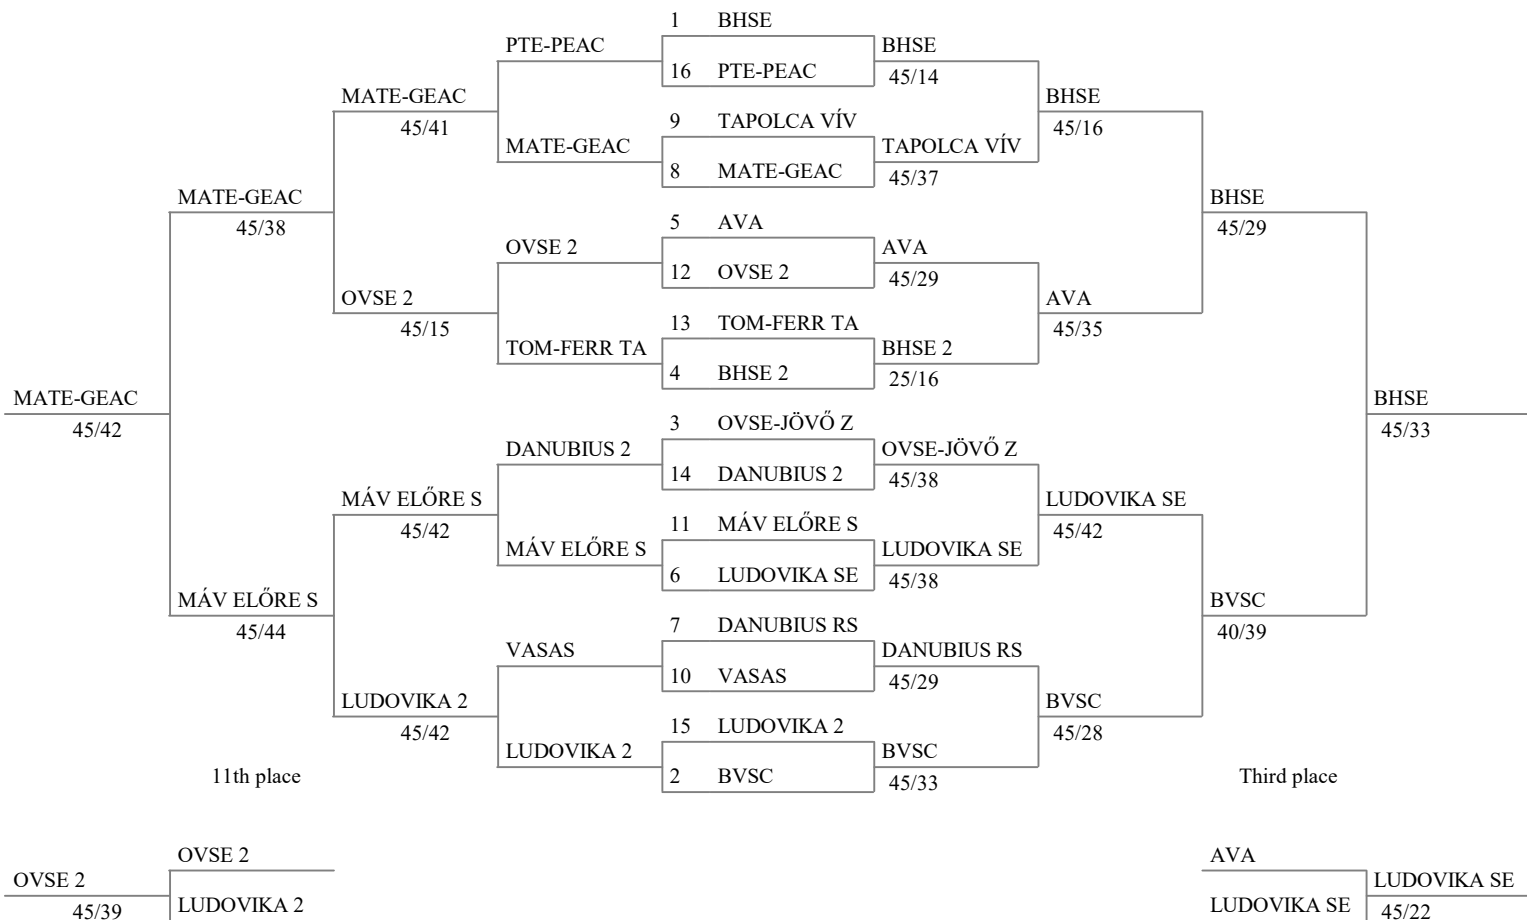 1 BHSE
PTE-PEAC BHSE
16 PTE-PEAC 45/14
MATE-GEAC BHSE
9 TAPOLCA VÍV
45/41 45/16
MATE-GEAC TAPOLCA VÍV
8 MATE-GEAC 45/37
MATE-GEAC BHSE
5 AVA
45/38 45/29
OVSE 2 AVA
12 OVSE 2 45/29
OVSE 2 AVA
13 TOM-FERR TA
45/15 45/35
TOM-FERR TA BHSE 2
4 BHSE 2 25/16
MATE-GEAC BHSE
3 OVSE-JÖVŐ Z
45/42 45/33
DANUBIUS 2 OVSE-JÖVŐ Z
14 DANUBIUS 2 45/38
MÁV ELŐRE S LUDOVIKA SE
11 MÁV ELŐRE S
45/42 45/42
MÁV ELŐRE S LUDOVIKA SE
6 LUDOVIKA SE 45/38
MÁV ELŐRE S BVSC
7 DANUBIUS RS
45/44 40/39
VASAS DANUBIUS RS
10 VASAS 45/29
LUDOVIKA 2 BVSC
15 LUDOVIKA 2
45/42 45/28
LUDOVIKA 2 BVSC
11th place 2 BVSC 45/33 Third place
OVSE 2 AVA
OVSE 2 LUDOVIKA SE
45/39 LUDOVIKA 2 LUDOVIKA SE 45/22